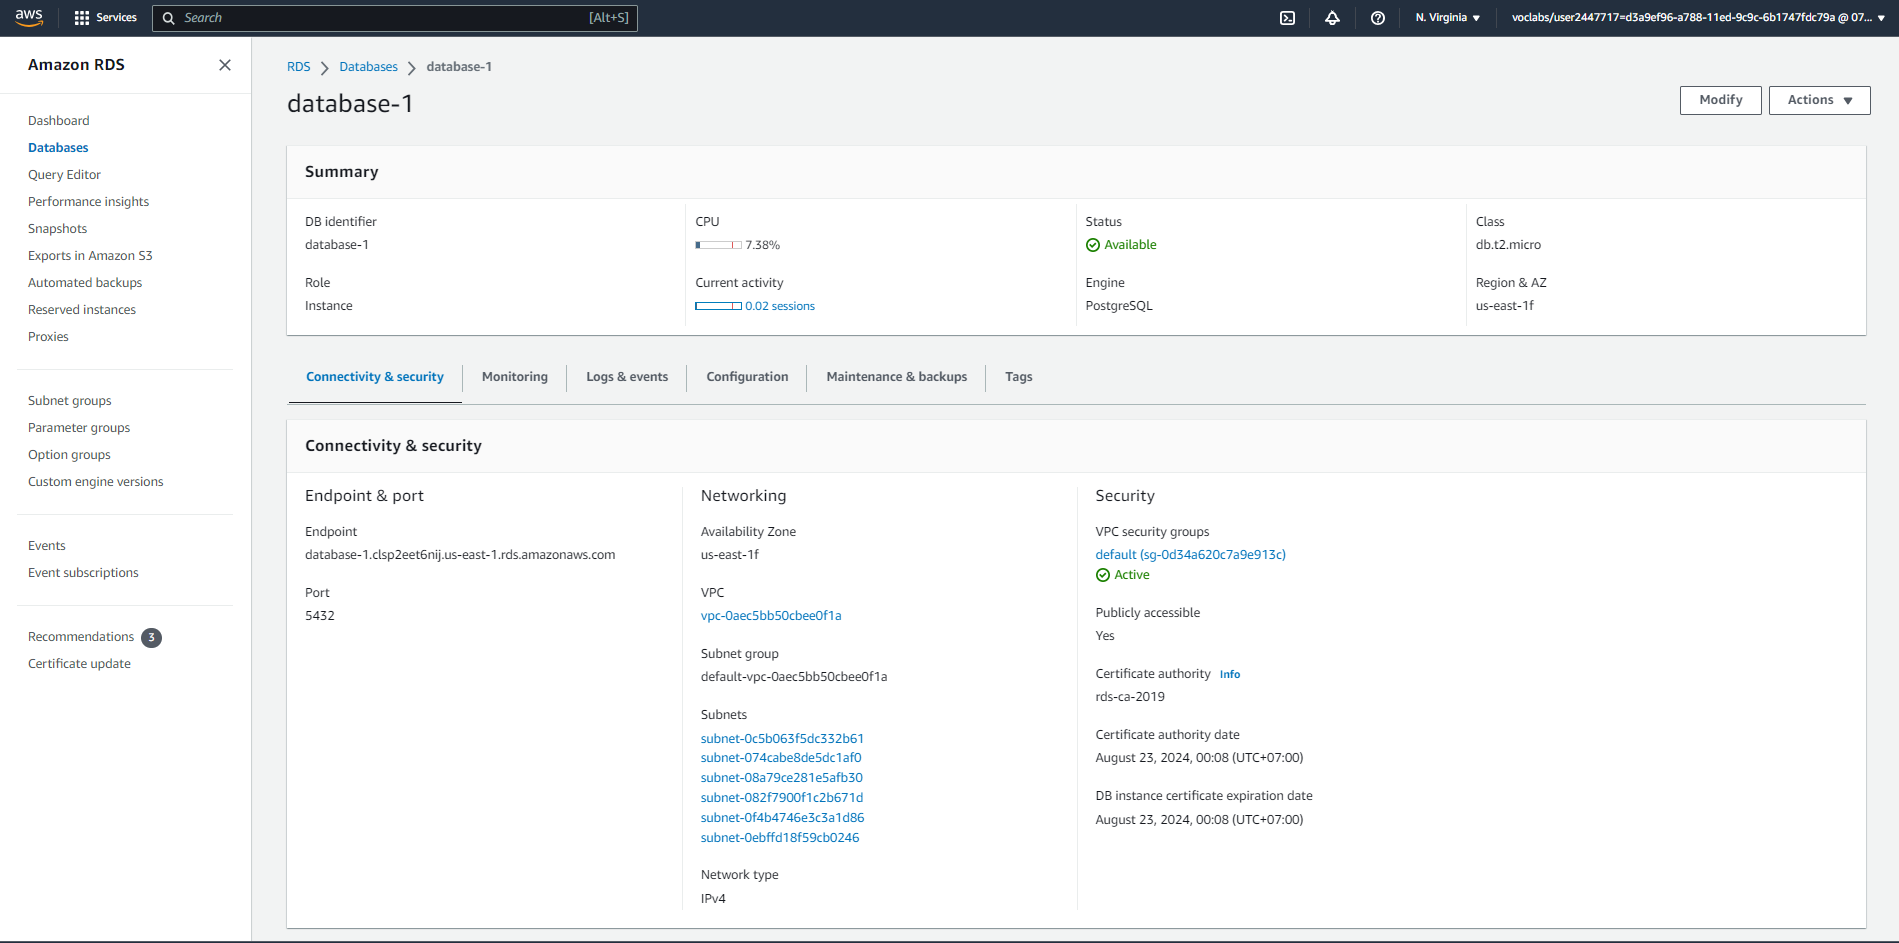 aws Services Search [Alt+S] N. Virginia voclabs/user2447717=d3a9ef96-a788-11ed-9c9c-6b1747fdc79a @ 07...
Amazon RDS
Dashboard
Databases
Query Editor
Performance insights
Snapshots
Exports in Amazon S3
Automated backups
Reserved instances
Proxies
Subnet groups
Parameter groups
Option groups
Custom engine versions
Events
Event subscriptions
Recommendations 3
Certificate update
RDS Databases database-1
database-1
Modify Actions
Summary
DB identifier
database-1
Role
Instance
CPU
7.38%
Current activity
0.02 sessions
Status
Available
Engine
PostgreSQL
Class
db.t2.micro
Region & AZ
us-east-1f
Connectivity & security Monitoring Logs & events Configuration Maintenance & backups Tags
Connectivity & security
Endpoint & port
Endpoint
database-1.clsp2eet6nij.us-east-1.rds.amazonaws.com
Port
5432
Networking
Availability Zone
us-east-1f
VPC
vpc-0aec5bb50cbee0f1a
Subnet group
default-vpc-0aec5bb50cbee0f1a
Subnets
subnet-0c5b063f5dc332b61
subnet-074cabe8de5dc1af0
subnet-08a79ce281e5afb30
subnet-082f7900f1c2b671d
subnet-0f4b4746e3c3a1d86
subnet-0ebffd18f59cb0246
Network type
IPv4
Security
VPC security groups
default (sg-0d34a620c7a9e913c)
Active
Publicly accessible
Yes
Certificate authority Info
rds-ca-2019
Certificate authority date
August 23, 2024, 00:08 (UTC+07:00)
DB instance certificate expiration date
August 23, 2024, 00:08 (UTC+07:00)